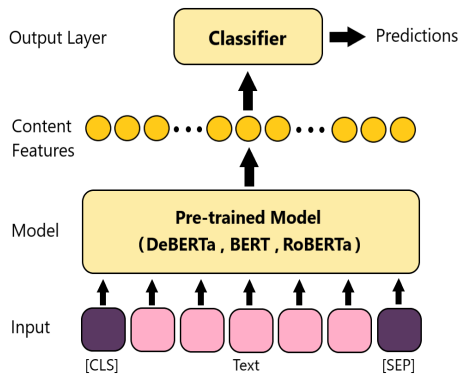 Output Layer
Classifier
Predictions
Content
Features
Model
Pre-trained Model
(DeBERTa , BERT , RoBERTa )
Input
[CLS]
Text
[SEP]